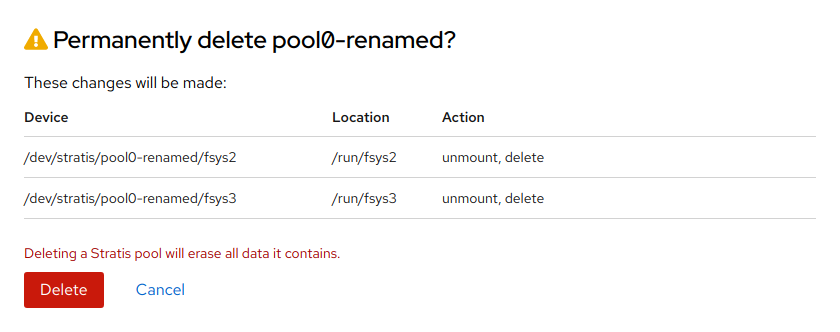 Permanently delete pool0-renamed?
These changes will be made:
Device Location Action
/dev/stratis/pool0-renamed/fsys2 /run/fsys2 unmount, delete
/dev/stratis/pool0-renamed/fsys3 /run/fsys3 unmount, delete
Deleting a Stratis pool will erase all data it contains.
Delete Cancel